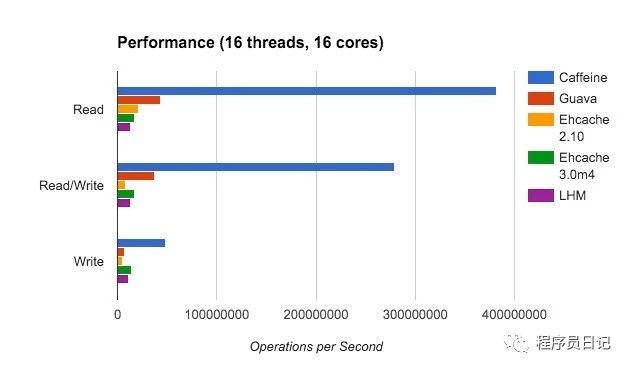 Performance (16 threads, 16 cores)
Read
Read/Write
Write
0
100000000
200000000
300000000
400000000
Operations per Second
Caffeine
Guava
Ehcache
2.10
Ehcache
3.0m4
LHM
程序员日记